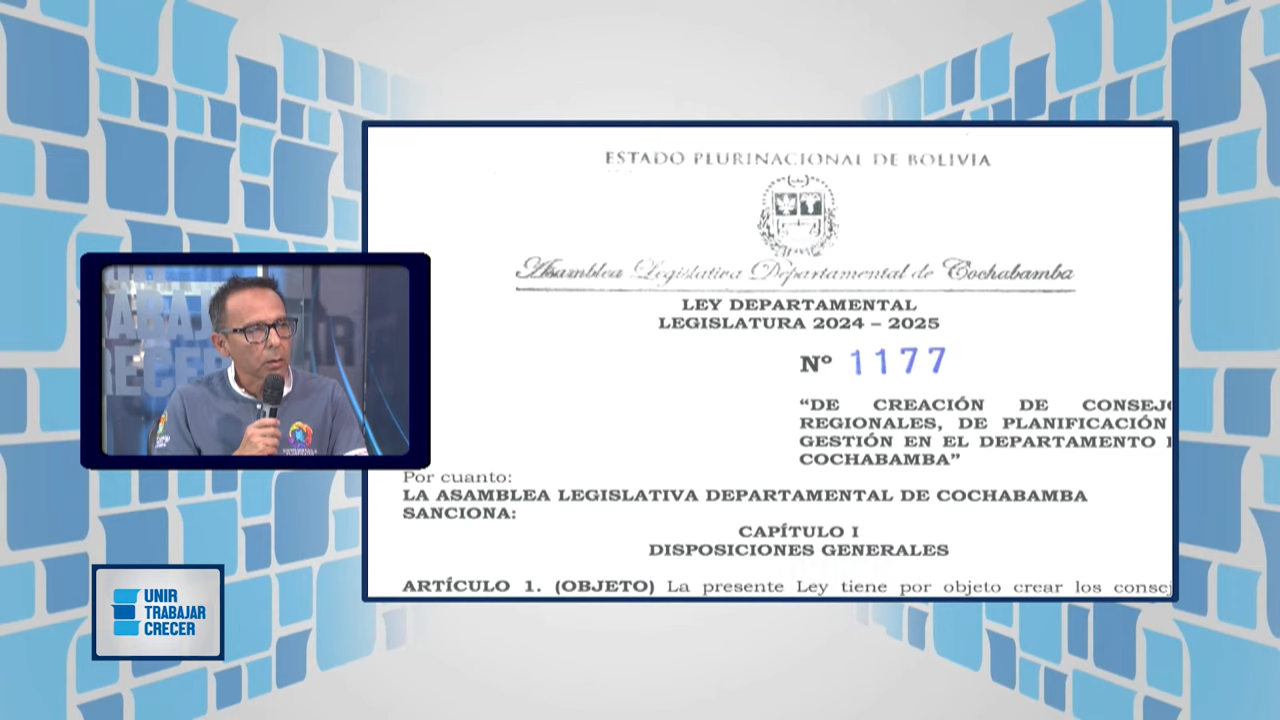 ESTADO PLURINACIONAL DE BOLIVIA
Asamblea Legislativa Departamental de Cochabamba
LEY DEPARTAMENTAL
LEGISLATURA 2024 – 2025
Nº 1177
“DE CREACIÓN DE
REGIONALES, DE PLANIFICACIÓN
GESTIÓN EN EL DEPARTAMENTO
COCHABAMBA”
Por cuanto:
LA ASAMBLEA LEGISLATIVA DEPARTAMENTAL DE COCHABAMBA
SANCIONA:
CAPÍTULO I
DISPOSICIONES GENERALES
ARTÍCULO 1. (OBJETO) La presente Ley tiene por objeto crear los
UNIR
TRABAJAR
CRECER